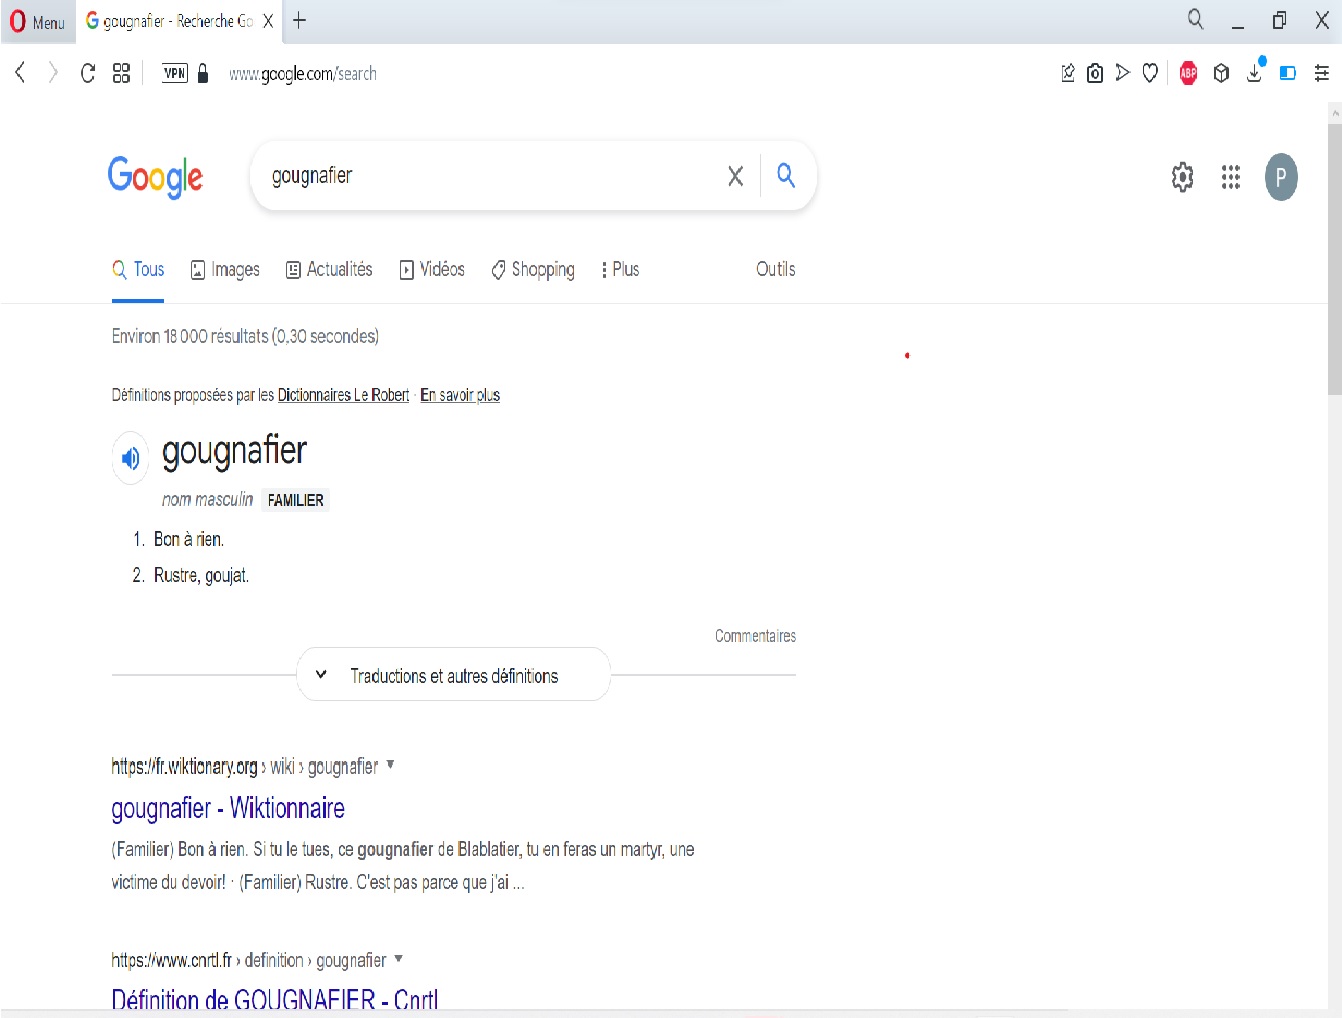 Menu
gougnafier - Recherche Go
VPN
www.google.com/search
ABP
Google
gougnafier
P
Tous
Images
Actualités
Vidéos
Shopping
Plus
Outils
Environ 18 000 résultats (0,30 secondes)
Définitions proposées par les Dictionnaires Le Robert · En savoir plus
gougnafier
nom masculin FAMILIER
1. Bon à rien.
2. Rustre, goujat.
Commentaires
Traductions et autres définitions
https://fr.wiktionary.org › wiki › gougnafier
gougnafier - Wiktionnaire
(Familier) Bon à rien. Si tu le tues, ce gougnafier de Blablatier, tu en feras un martyr, une
victime du devoir! · (Familier) Rustre. C'est pas parce que j'ai ...
https://www.cnrtl.fr › definition › gougnafier
Définition de GOUGNAFIER - Cnrtl